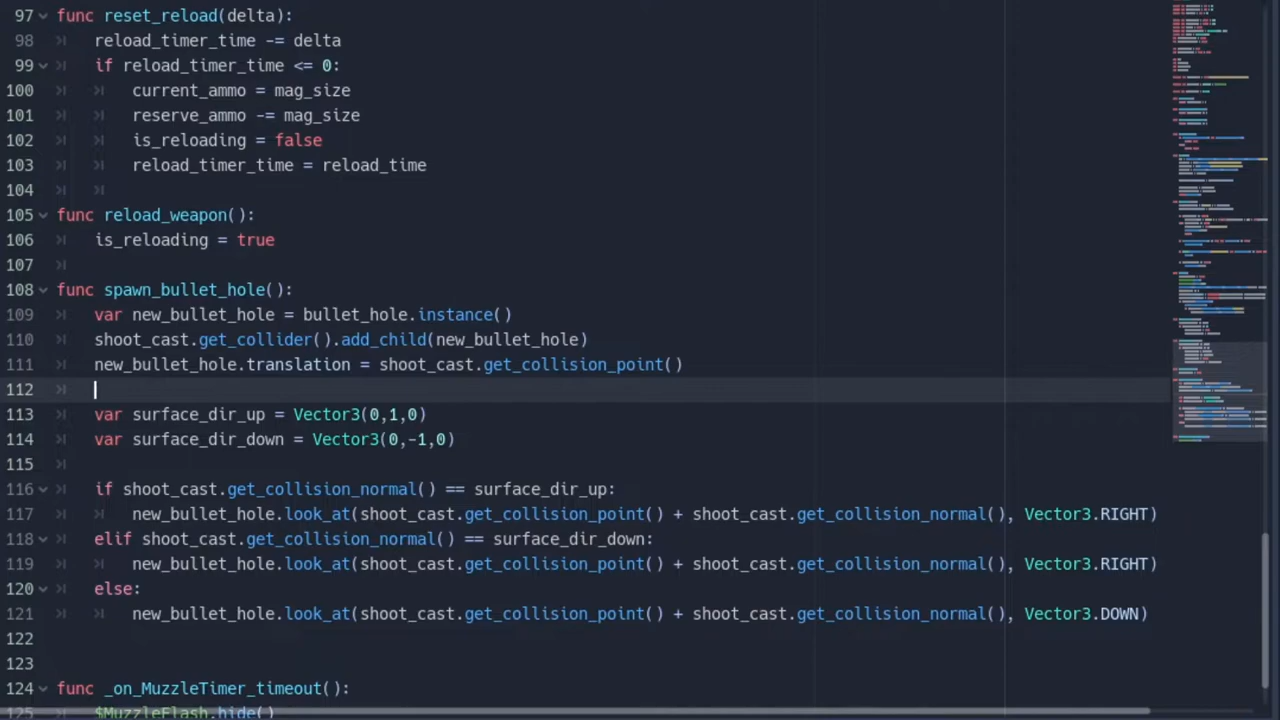 97 func reset_reload(delta):
98 reload_timer_time -= delta
99 if reload_timer_time <= 0:
100 current_ammo = mag_size
101 reserve_ammo -= mag_size
102 is_reloading = false
103 reload_timer_time = reload_time
104
105 func reload_weapon():
106 is_reloading = true
107
108 func spawn_bullet_hole():
109 var new_bullet_hole = bullet_hole.instance()
110 shoot_cast.get_collider().add_child(new_bullet_hole)
111 new_bullet_hole.translation = shoot_cast.get_collision_point()
112
113 var surface_dir_up = Vector3(0,1,0)
114 var surface_dir_down = Vector3(0,-1,0)
115
116 if shoot_cast.get_collision_normal() == surface_dir_up:
117 new_bullet_hole.look_at(shoot_cast.get_collision_point() + shoot_cast.get_collision_normal(), Vector3.RIGHT)
118 elif shoot_cast.get_collision_normal() == surface_dir_down:
119 new_bullet_hole.look_at(shoot_cast.get_collision_point() + shoot_cast.get_collision_normal(), Vector3.RIGHT)
120 else:
121 new_bullet_hole.look_at(shoot_cast.get_collision_point() + shoot_cast.get_collision_normal(), Vector3.DOWN)
122
123
124 func _on_MuzzleTimer_timeout():
125 $MuzzleFlash.hide()